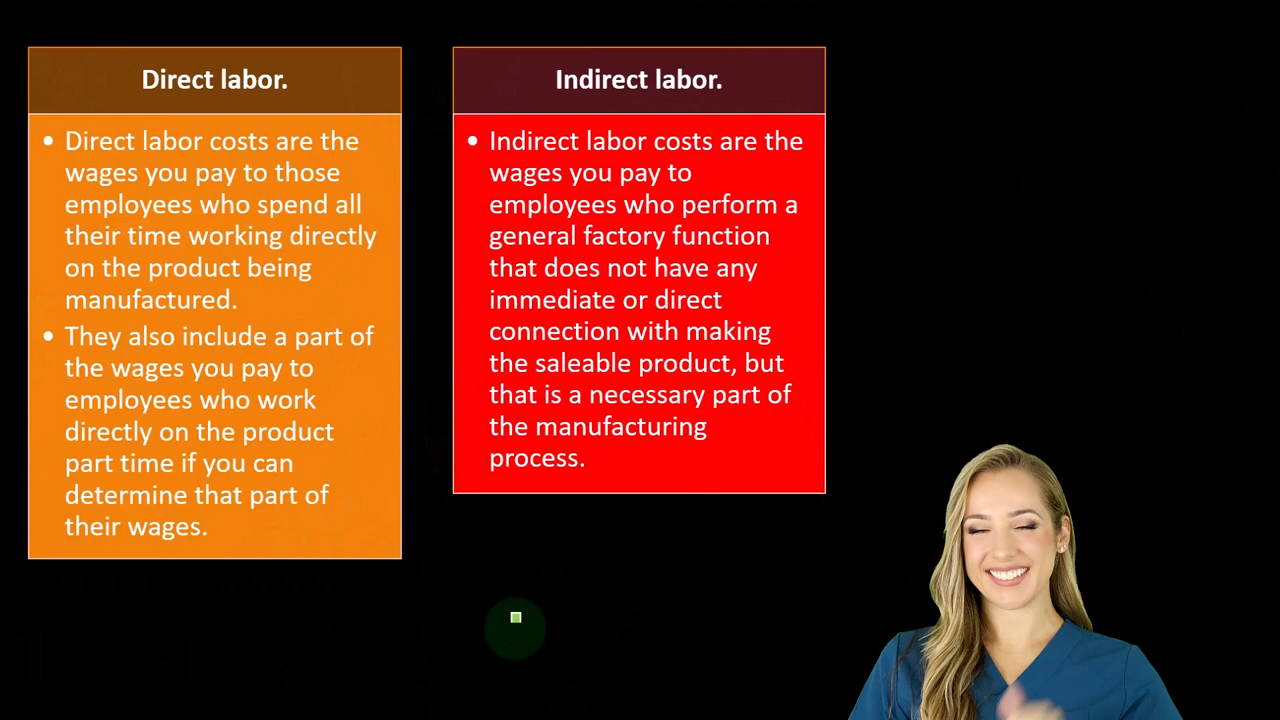 Direct labor.
• Direct labor costs are the
wages you pay to those
employees who spend all
their time working directly
on the product being
manufactured.
• They also include a part of
the wages you pay to
employees who work
directly on the product
part time if you can
determine that part of
their wages.
Indirect labor.
• Indirect labor costs are the
wages you pay to
employees who perform a
general factory function
that does not have any
immediate or direct
connection with making
the saleable product, but
that is a necessary part of
the manufacturing
process.